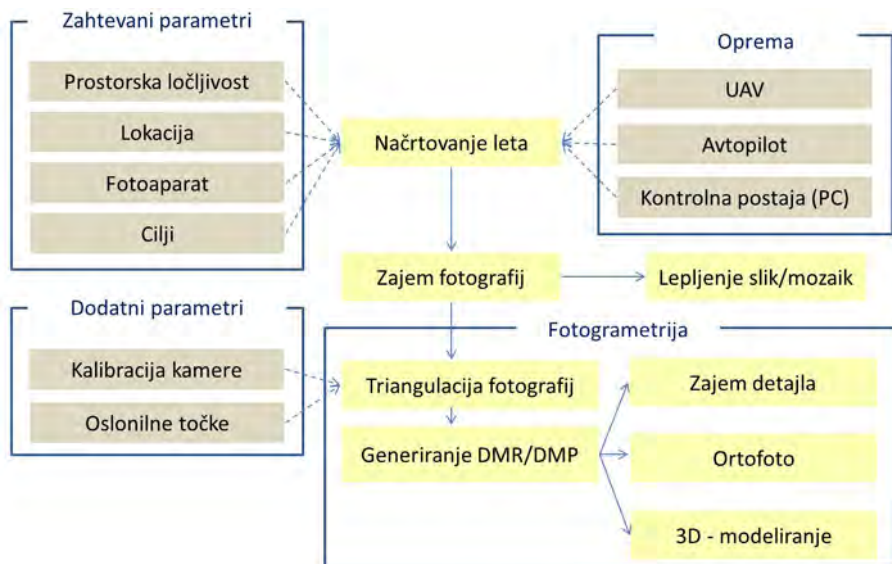 Zahtevani parametri
Prostorska ločljivost
Lokacija
Fotoaparat
Cilji
Oprema
UAV
Avtopilot
Kontrolna postaja (PC)
Načrtovanje leta
Zajem fotografij
Lepljenje slik/mozaik
Dodatni parametri
Kalibracija kamere
Oslonilne točke
Fotogrametrija
Triangulacija fotografij
Generiranje DMR/DMP
Zajem detajla
Ortofoto
3D - modeliranje